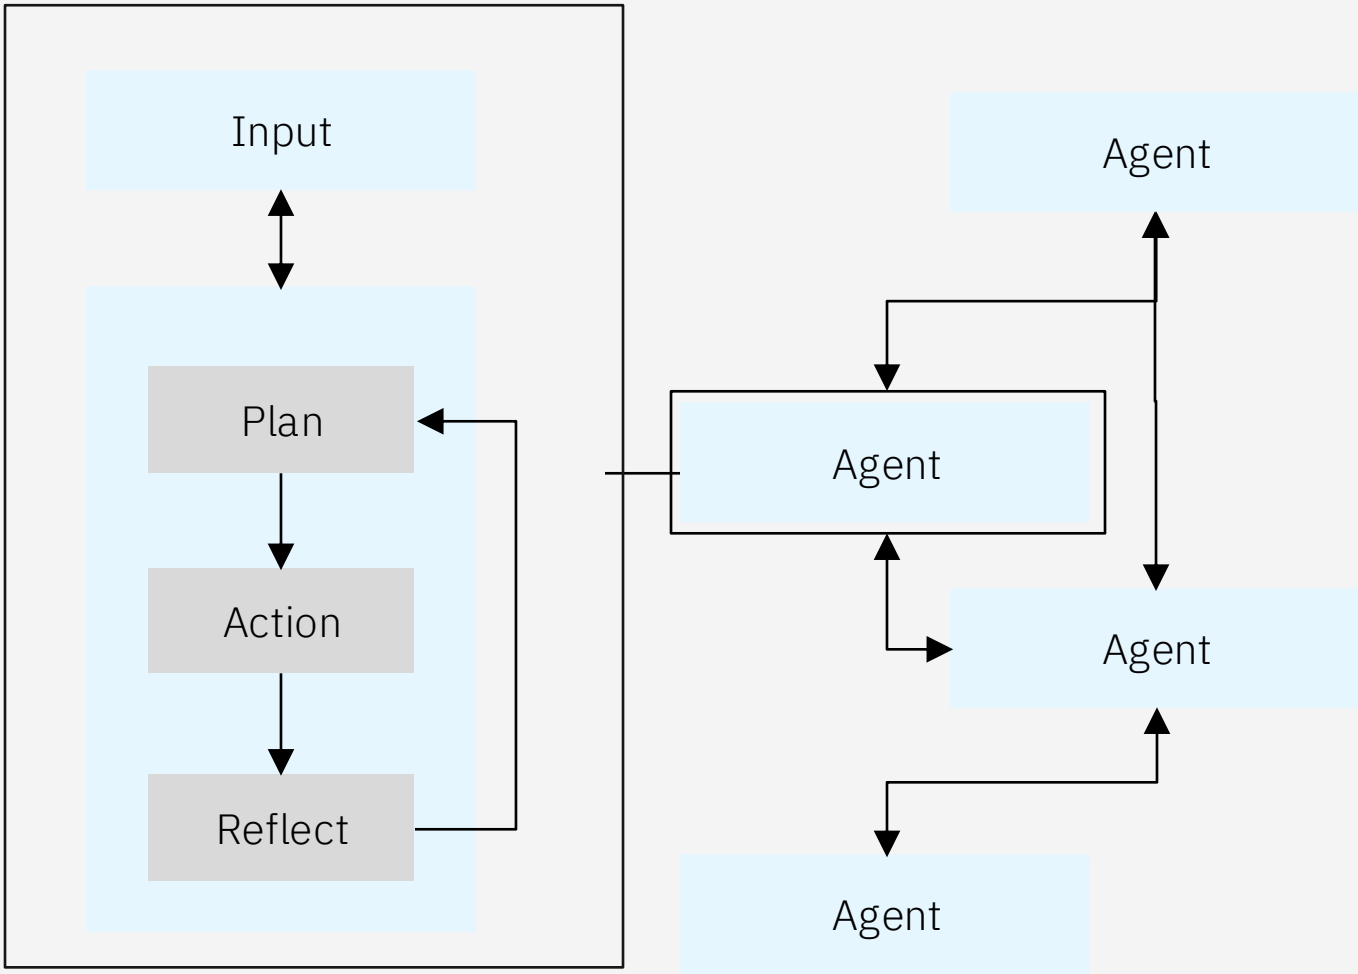 Input
Plan
Action
Reflect
Agent
Agent
Agent
Agent